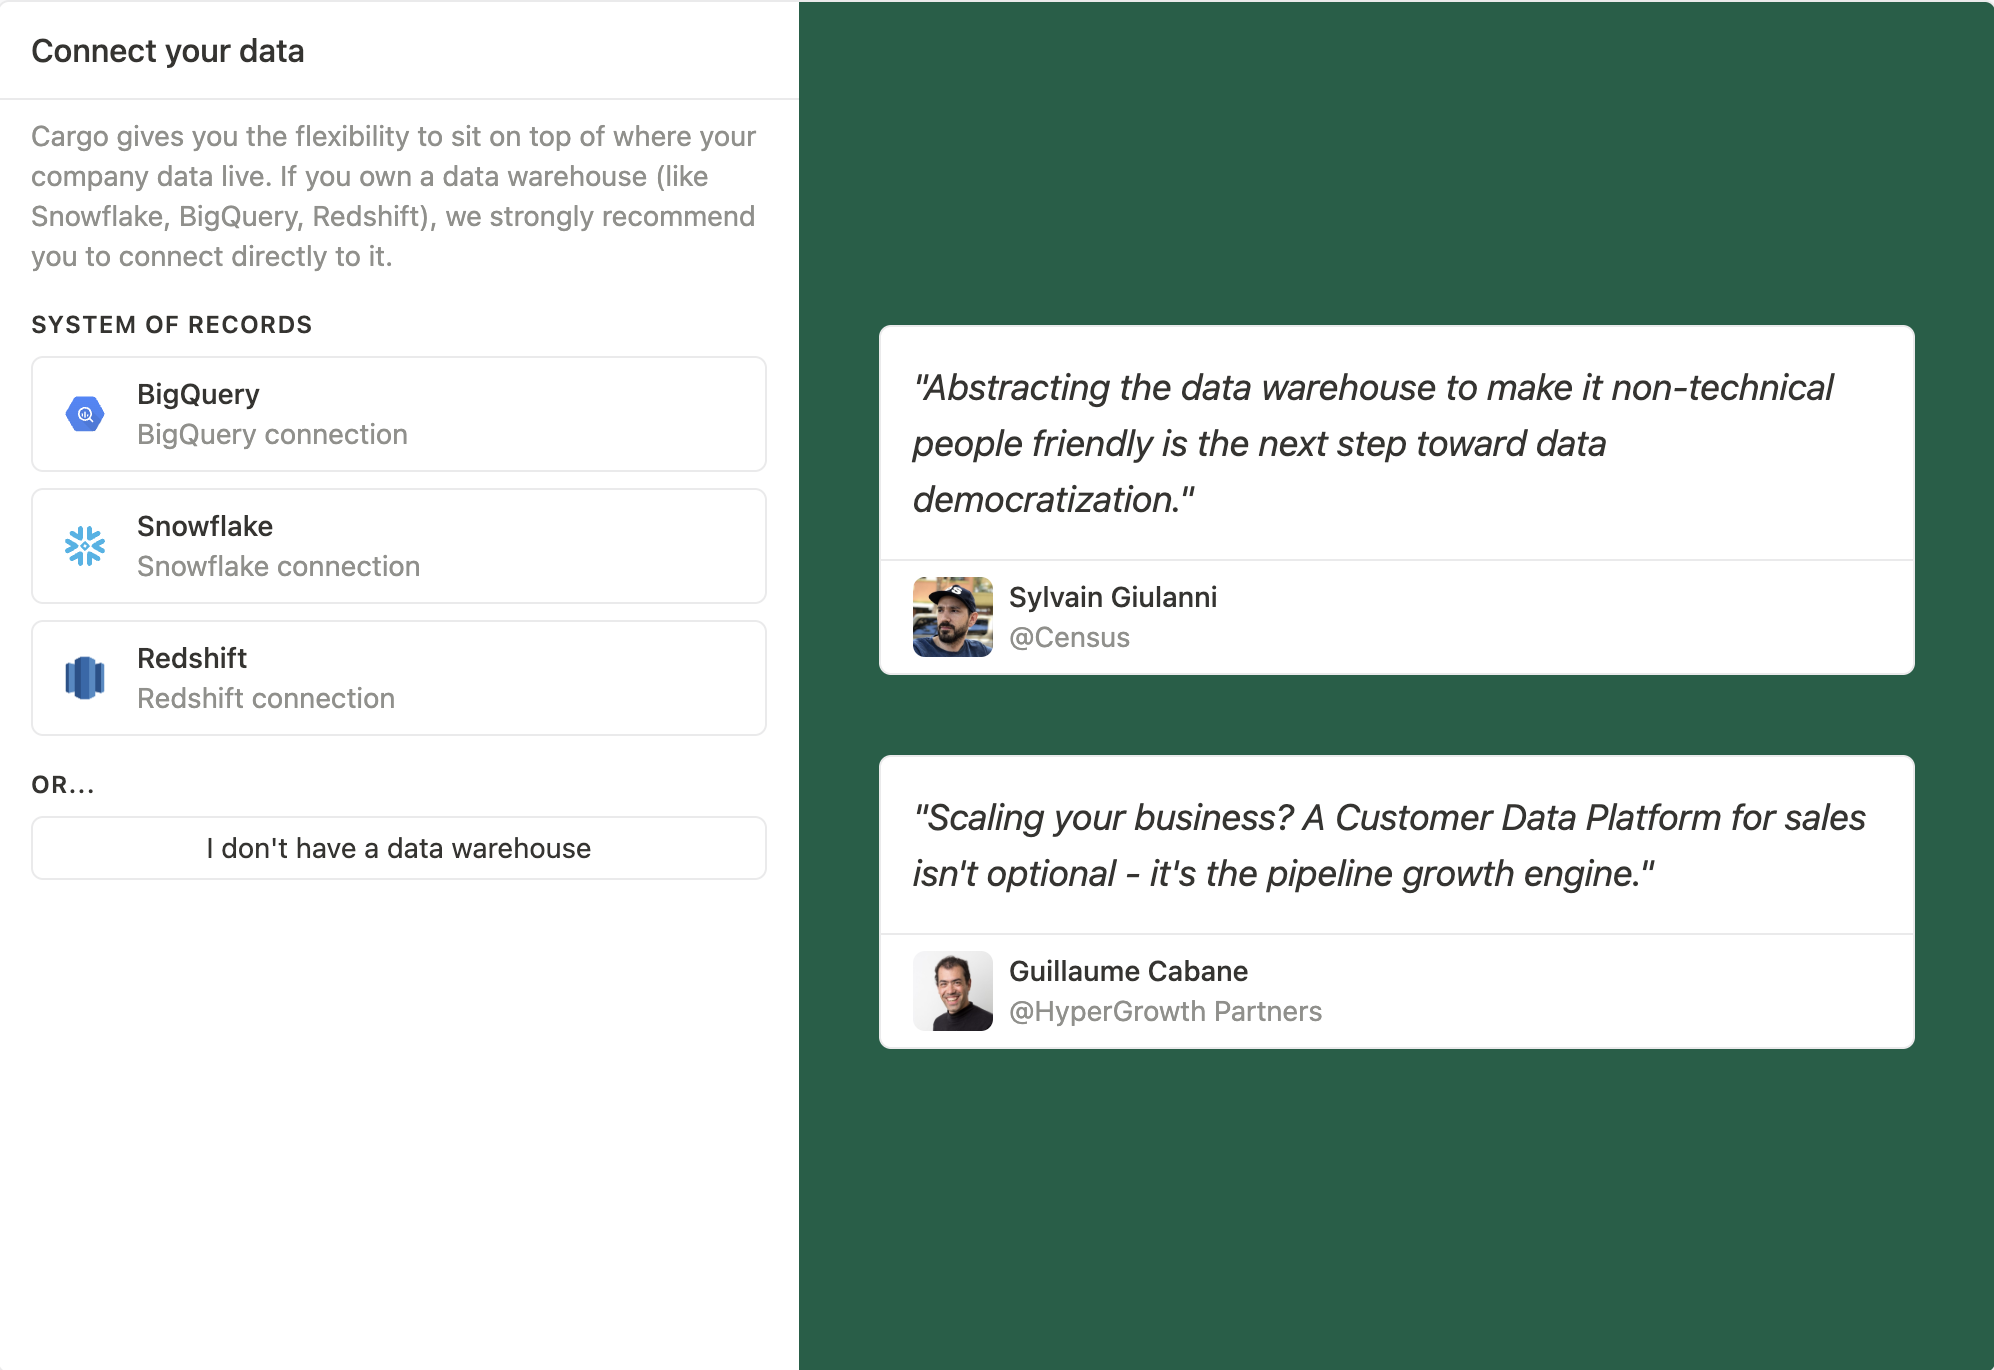 Connect your data
Cargo gives you the flexibility to sit on top of where your
company data live. If you own a data warehouse (like
Snowflake, BigQuery, Redshift), we strongly recommend
you to connect directly to it.
SYSTEM OF RECORDS
BigQuery
BigQuery connection
Snowflake
Snowflake connection
Redshift
Redshift connection
OR...
I don't have a data warehouse
"Abstracting the data warehouse to make it non-technical
people friendly is the next step toward data
democratization."
Sylvain Giulanni
@Census
"Scaling your business? A Customer Data Platform for sales
isn't optional - it's the pipeline growth engine."
Guillaume Cabane
@HyperGrowth Partners